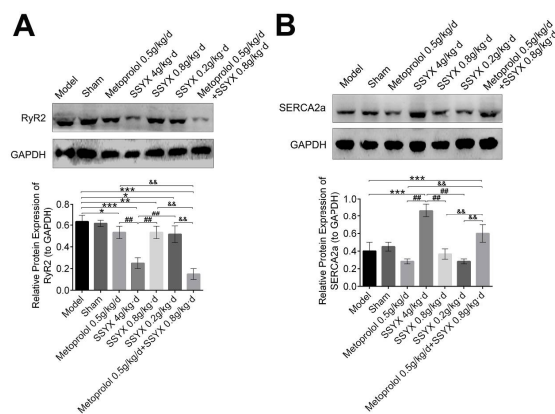 A
Model
Sham
Metoprolol 0.5g/kg/d
SSYX 4g/kg·d
SSYX 0.8g/kg·d
SSYX 0.2g/kg·d
Metoprolol 0.5g/kg/d
+SSYX 0.8g/kg·d
RyR2
GAPDH
&&
***
*
**
***
&&
*
##
##
##
&&
Relative Protein Expression of
RyR2 (to GAPDH)
0.8
0.6
0.4
0.2
0.0
Model
Sham
Metoprolol 0.5g/kg/d
SSYX 4g/kg·d
SSYX 0.8g/kg·d
SSYX 0.2g/kg·d
Metoprolol 0.5g/kg/d+SSYX 0.8g/kg·d
B
Model
Sham
Metoprolol 0.5g/kg/d
SSYX 4g/kg·d
SSYX 0.8g/kg·d
SSYX 0.2g/kg·d
Metoprolol 0.5g/kg/d
+SSYX 0.8g/kg·d
SERCA2a
GAPDH
***
&&
***
##
##
##
&&
&&
Relative Protein Expression of
SERCA2a (to GAPDH)
1.0
0.8
0.6
0.4
0.2
0.0
Model
Sham
Metoprolol 0.5g/kg/d
SSYX 4g/kg·d
SSYX 0.8g/kg·d
SSYX 0.2g/kg·d
Metoprolol 0.5g/kg/d+SSYX 0.8g/kg·d